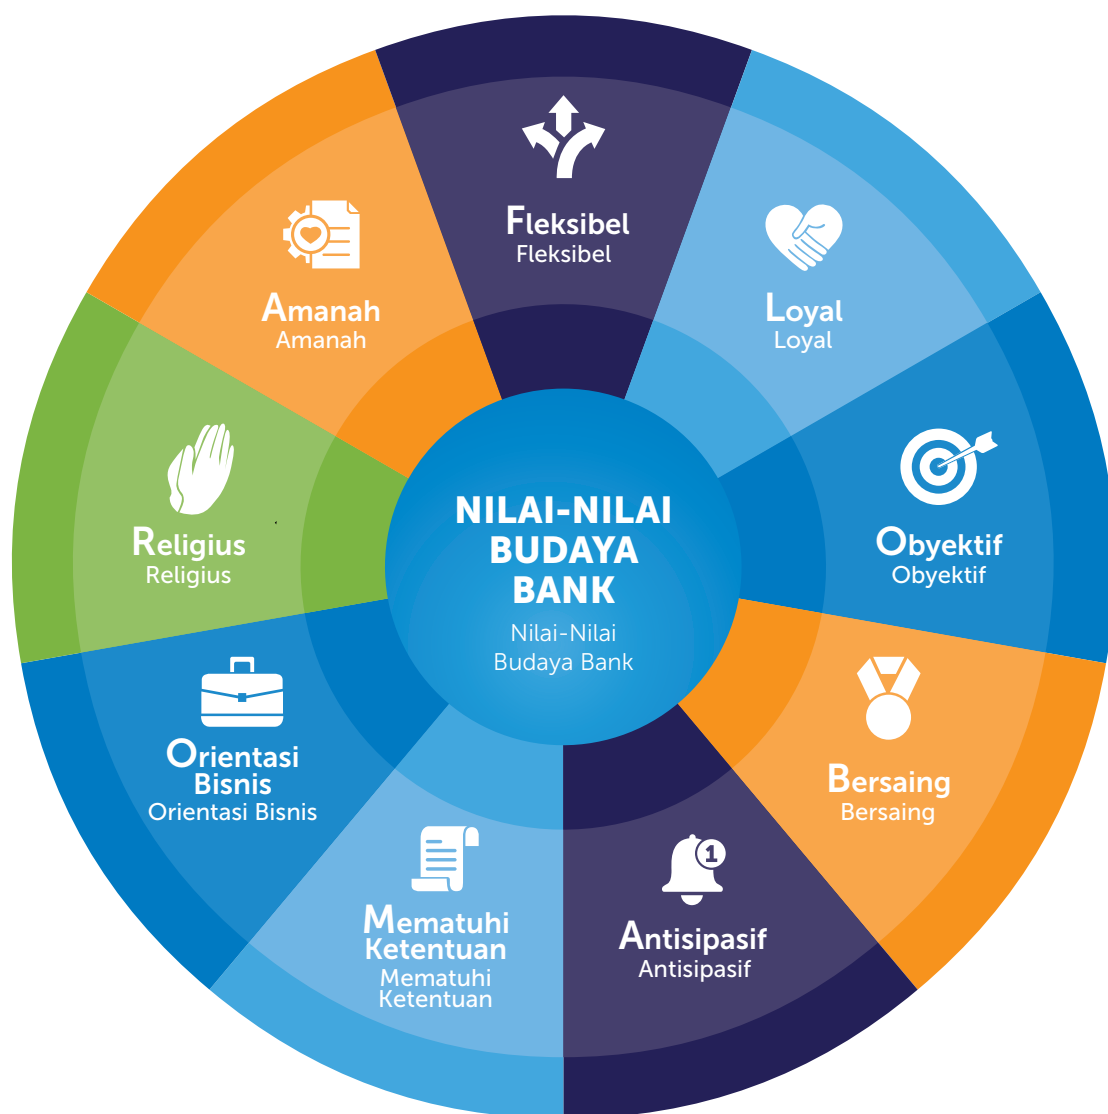 NILAI-NILAI
BUDAYA
BANK
Nilai-Nilai
Budaya Bank
Fleksibel
Fleksibel
Loyal
Loyal
Obyektif
Obyektif
Bersaing
Bersaing
1
Antisipasif
Antisipasif
Mematuhi
Ketentuan
Mematuhi
Ketentuan
Orientasi
Bisnis
Orientasi Bisnis
Religius
Religius
Amanah
Amanah